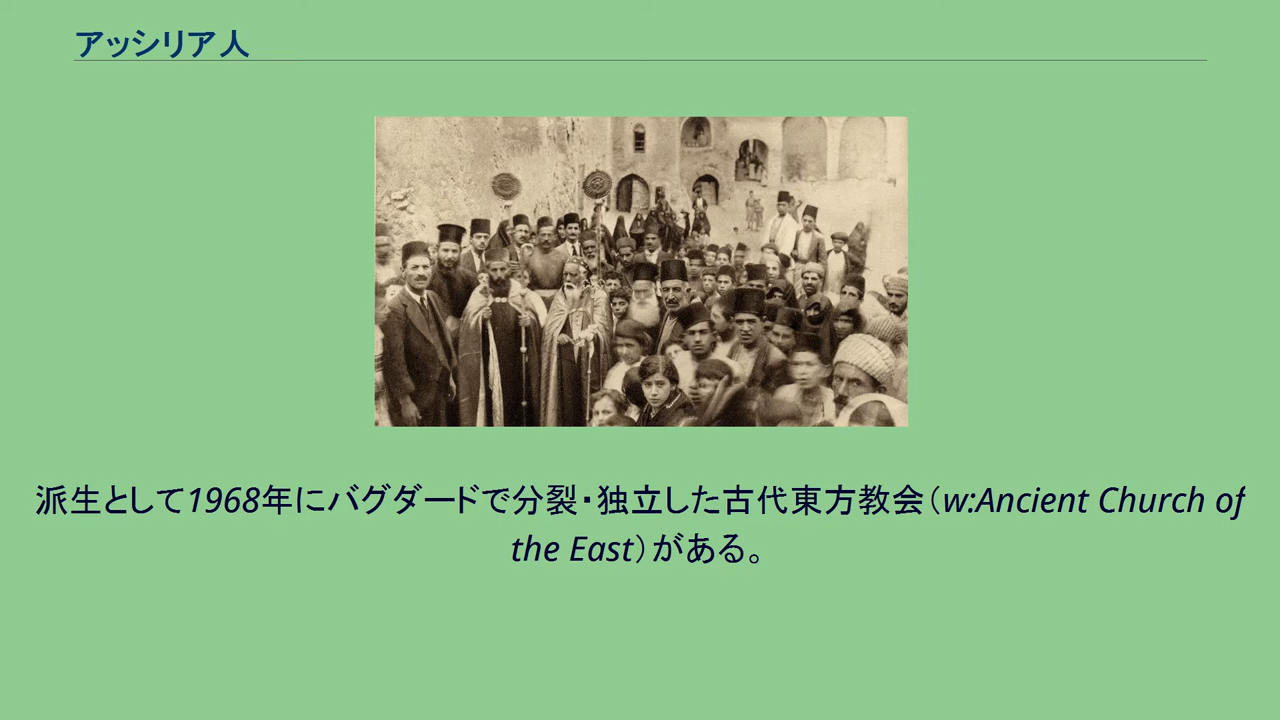 アッシリア人
派生として1968年にバグダードで分裂・独立した古代東方教会（w:Ancient Church of
the East）がある。